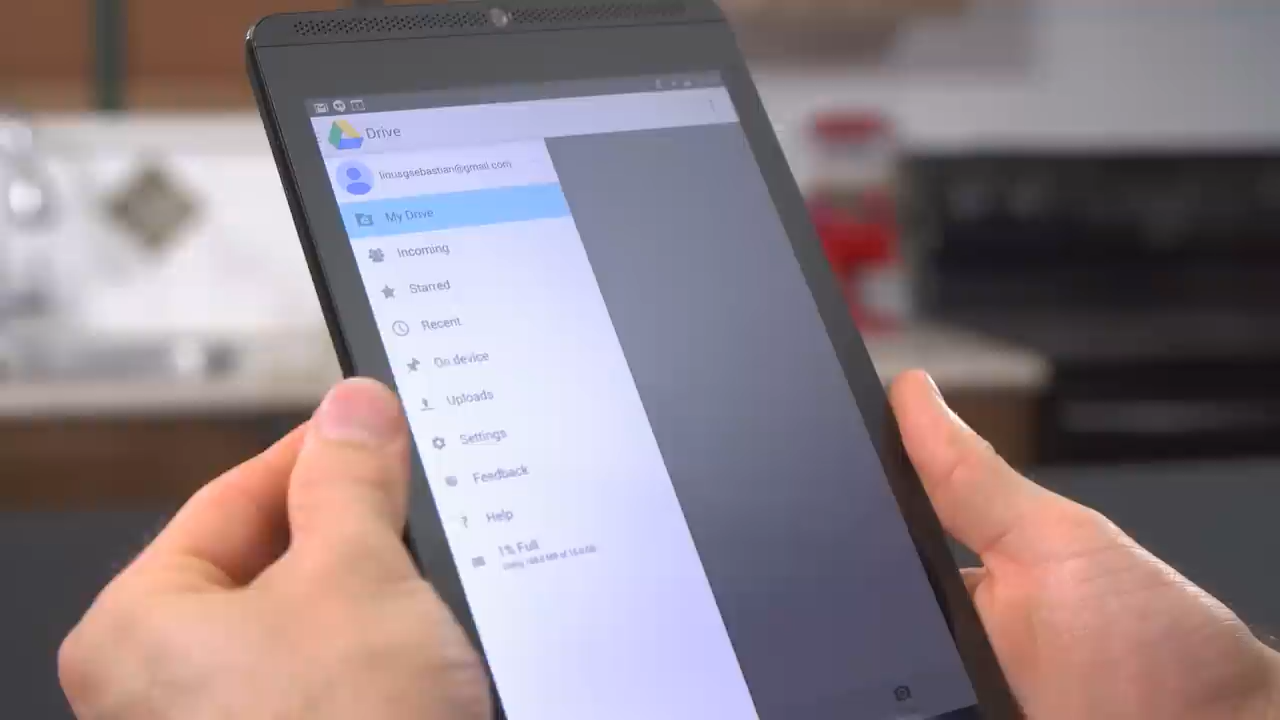 Drive
linusgsebastian@gmail.com
My Drive
Incoming
Starred
Recent
On device
Uploads
Settings
Feedback
Help
1% Full